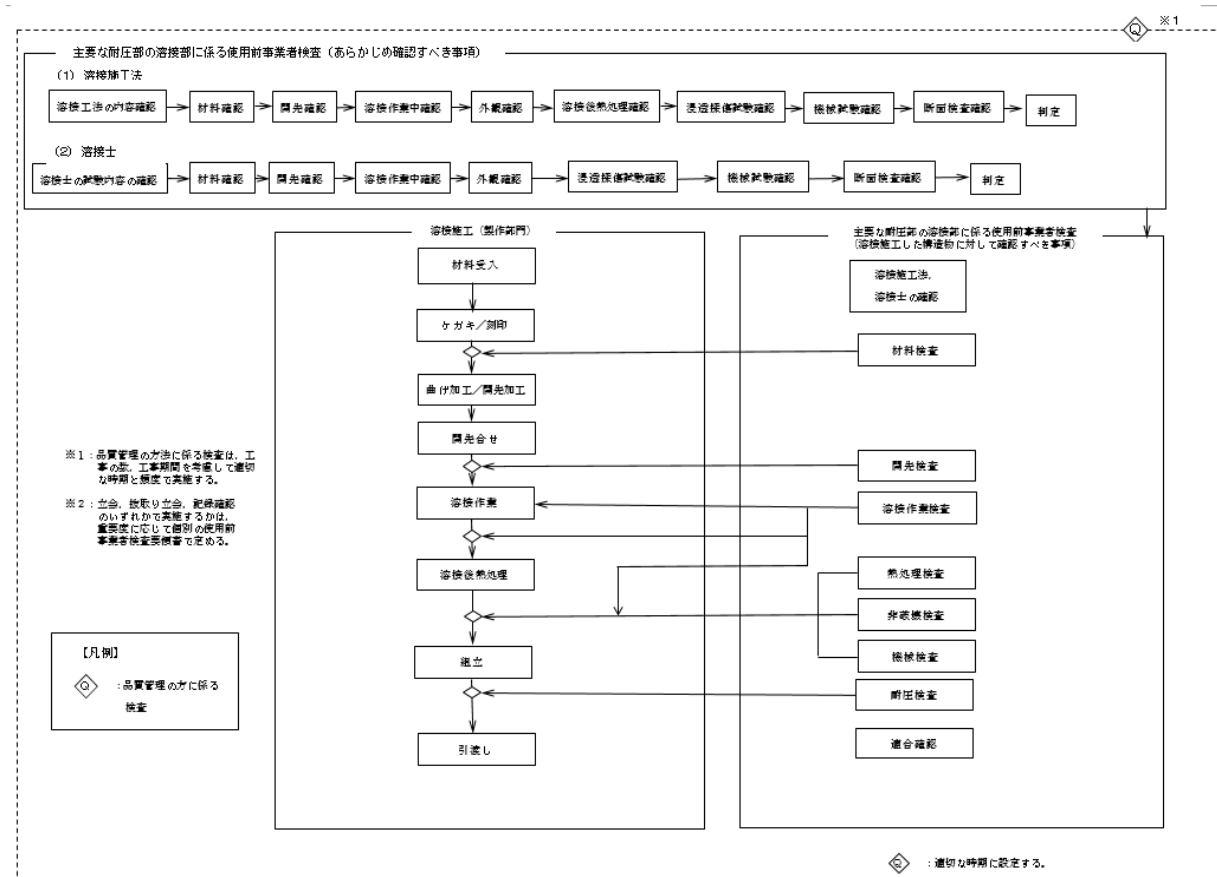 ※1
Q
主要な耐圧部の溶接部に係る使用前事業者検査(あらかじめ確認すべき事項)
(1) 溶接施工法
溶接工法の内容確認
材料確認
開先確認
溶接作業中確認
外観確認
溶接後熱処理確認
浸透探傷試験確認
機械試験確認
断面検査確認
判定
(2) 溶接士
溶接士の試験内容の確認
材料確認
開先確認
溶接作業中確認
外観確認
浸透探傷試験確認
機械試験確認
断面検査確認
判定
溶接施工(製作部門)
材料受入
ケガキ/刻印
曲げ加工/開先加工
開先合せ
溶接作業
溶接後熱処理
組立
引渡し
主要な耐圧部の溶接部に係る使用前事業者検査
(溶接施工した構造物に対して確認すべき事項)
溶接施工法,
溶接士の確認
材料検査
開先検査
溶接作業検査
熱処理検査
非破壊検査
機械検査
耐圧検査
適合確認
※1:品質管理の方法に係る検査は,工
事の数,工事期間を考慮して適切
な時期と頻度で実施する。
※2:立会,抜取り立会,記録確認
のいずれかで実施するかは,
重要度に応じて個別の使用前
事業者検査要領書で定める。
【凡例】
Q :品質管理の方に係る
検査
Q :適切な時期に設定する。